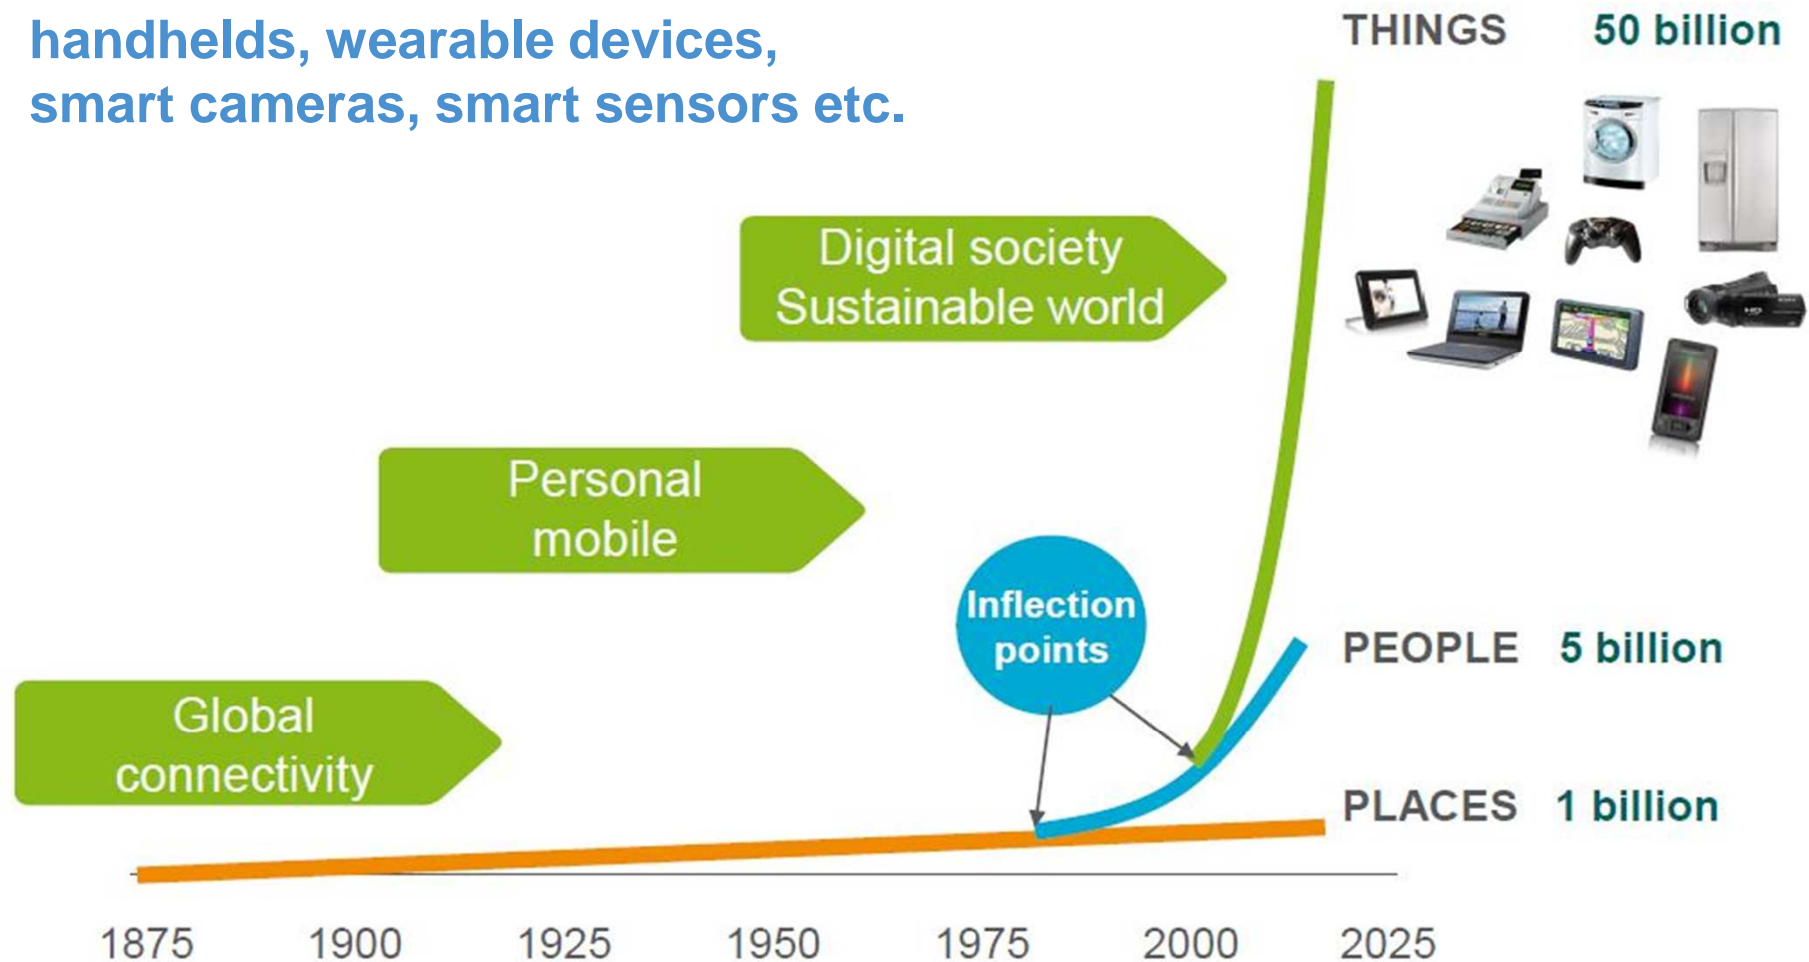 handhelds, wearable devices,
smart cameras, smart sensors etc.
THINGS 50 billion
Digital society
Sustainable world
Personal
mobile
Inflection
points
PEOPLE 5 billion
Global
connectivity
PLACES 1 billion
1875 1900 1925 1950 1975 2000 2025